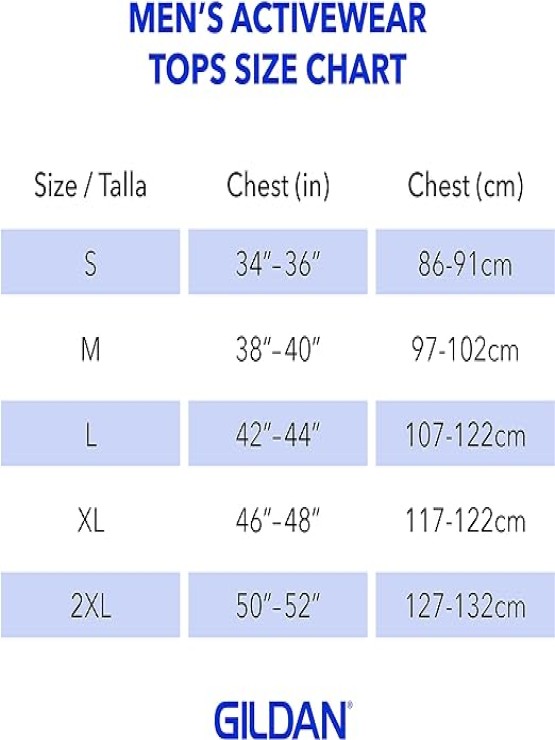 MEN’S ACTIVEWEAR
TOPS SIZE CHART
Size / Talla Chest (in) Chest (cm)
S 34”–36” 86-91cm
M 38”–40” 97-102cm
L 42”–44” 107-122cm
XL 46”–48” 117-122cm
2XL 50”–52” 127-132cm
GILDAN®